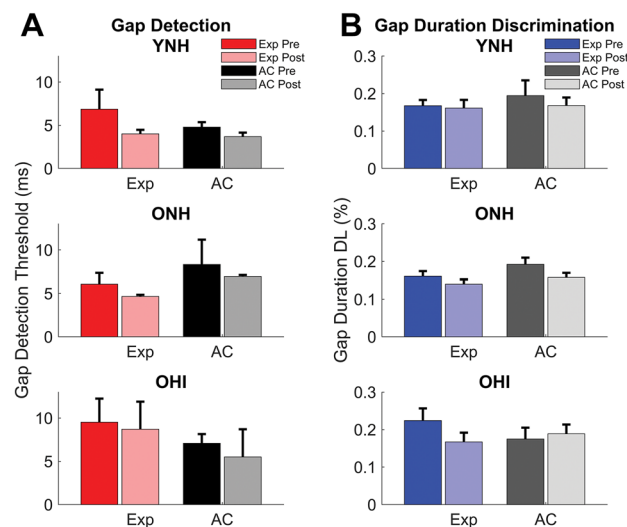 A
Gap Detection
YNH
Exp Pre
Exp Post
AC Pre
AC Post
10
5
0
Exp AC
ONH
10
5
0
Exp AC
OHI
10
5
0
Exp AC
Gap Detection Threshold (ms)
B
Gap Duration Discrimination
YNH
Exp Pre
Exp Post
AC Pre
AC Post
0.3
0.2
0.1
0
Exp AC
ONH
0.3
0.2
0.1
0
Exp AC
OHI
0.3
0.2
0.1
0
Exp AC
Gap Duration DL (%)